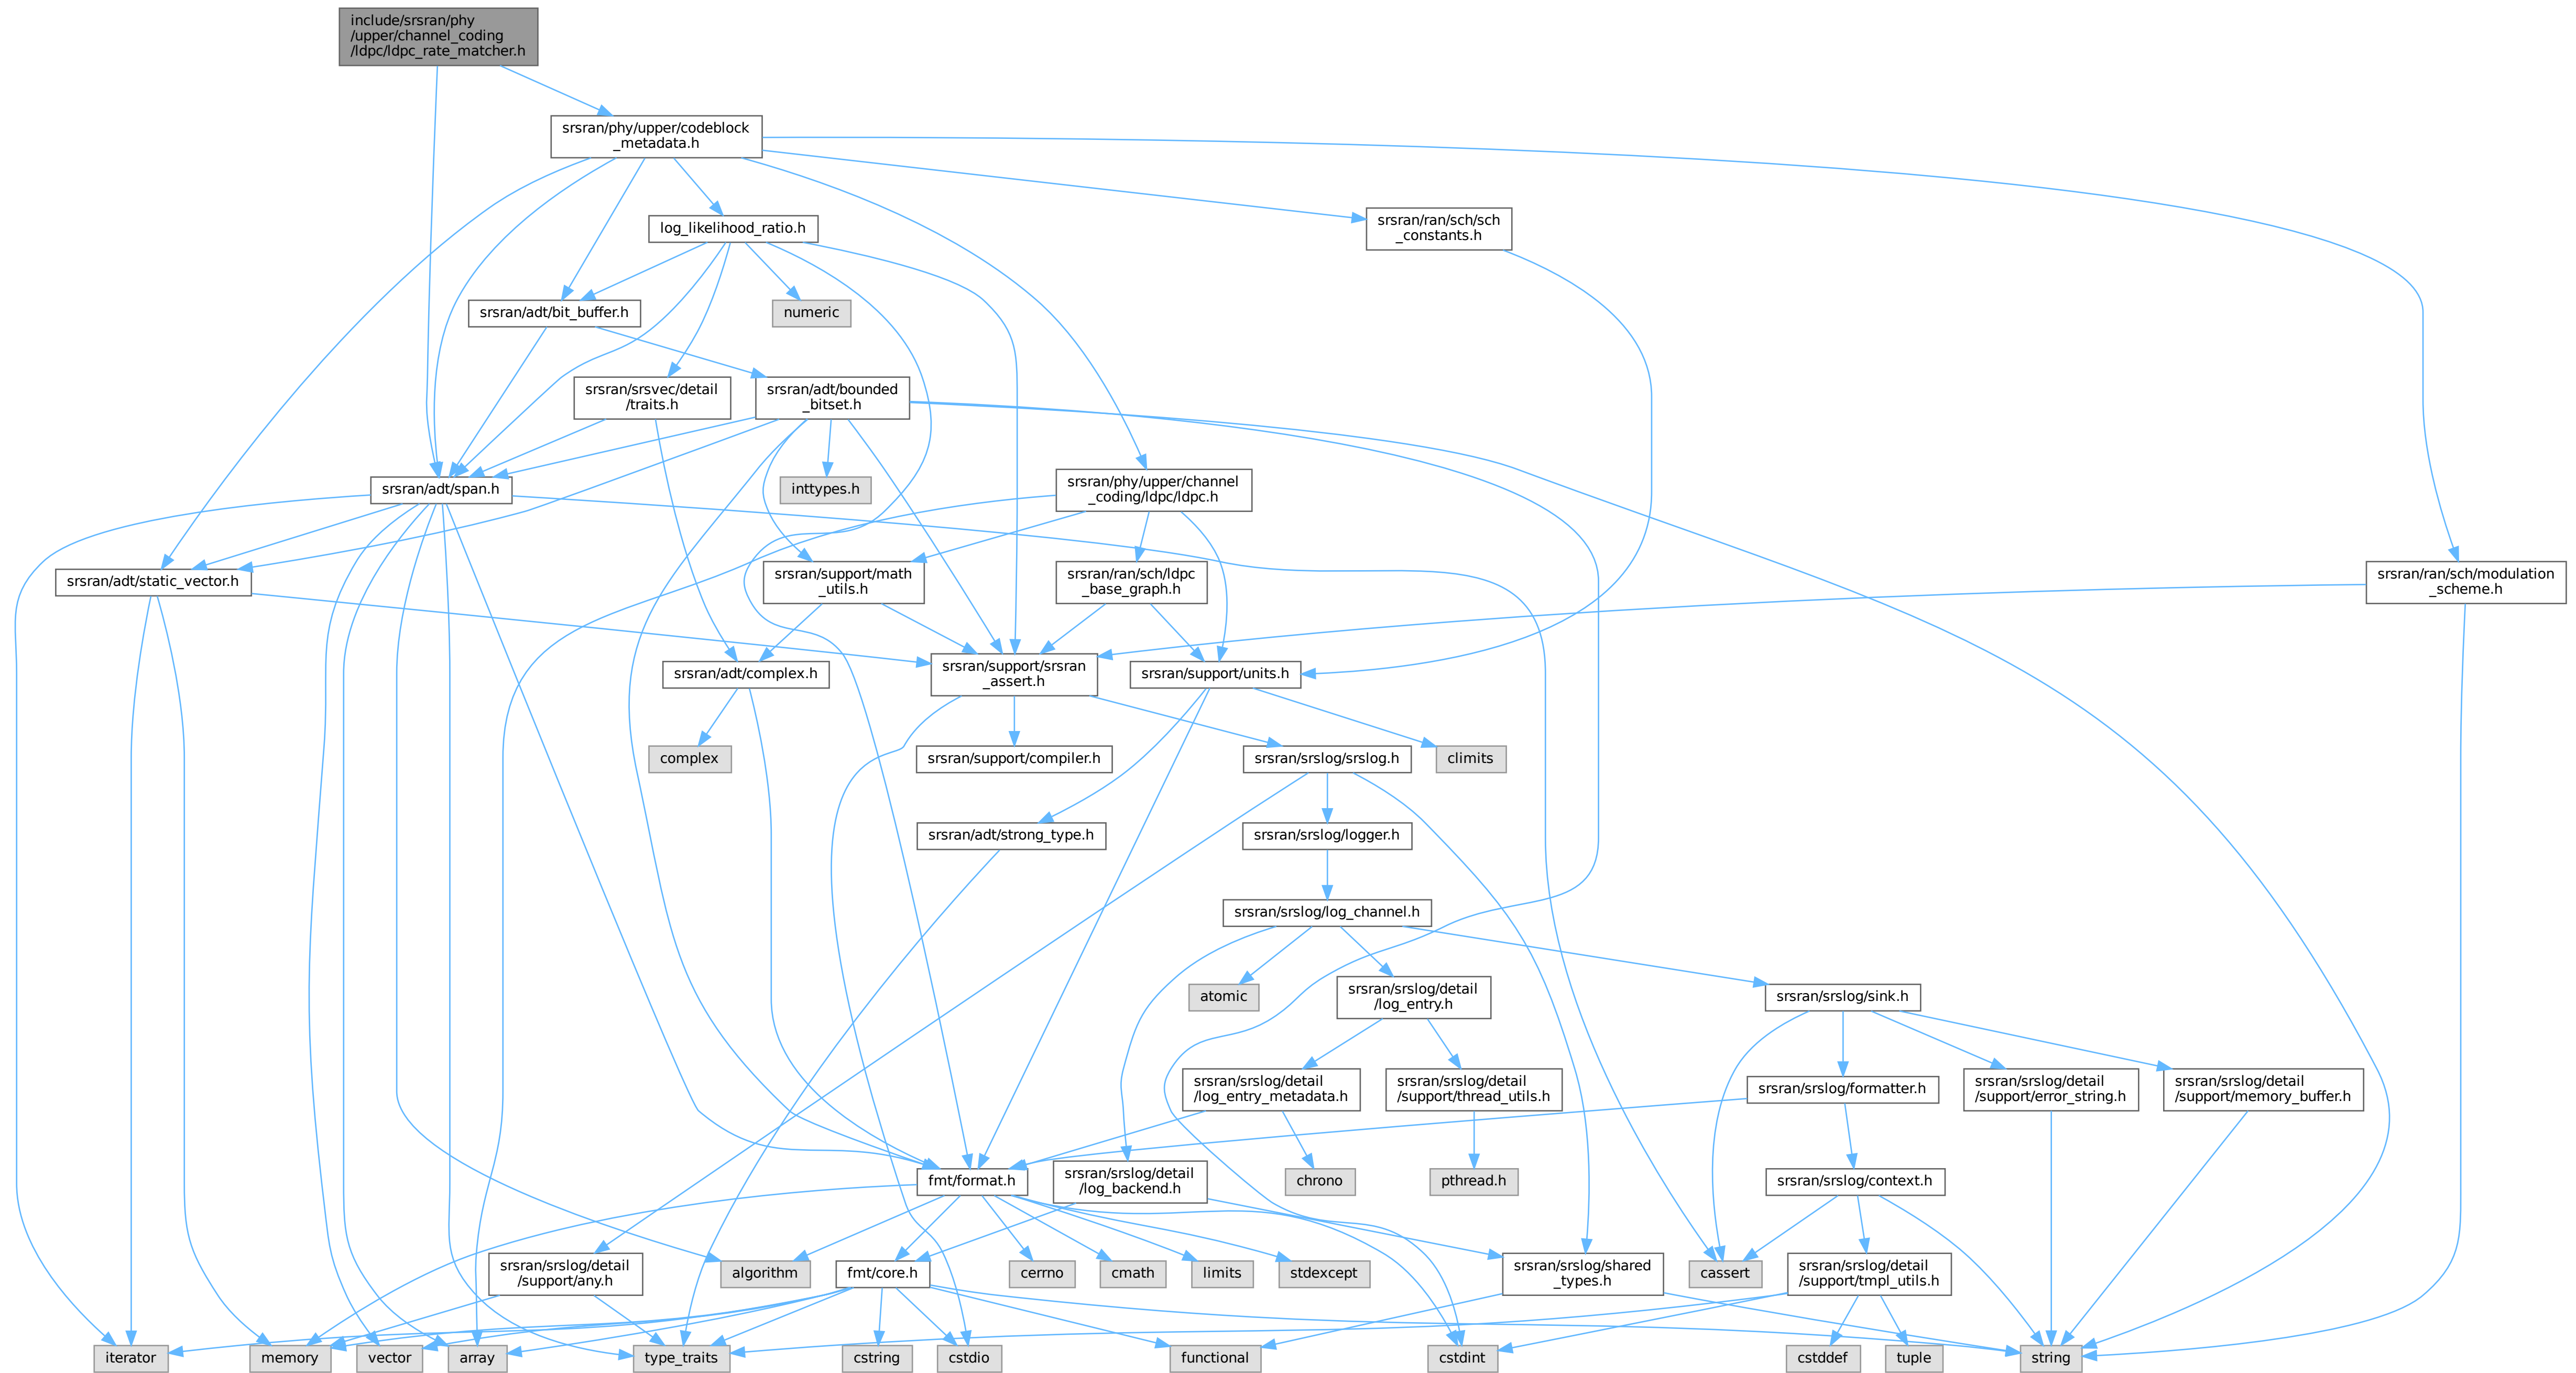 include/srsran/phy
/upper/channel_coding
/ldpc/ldpc_rate_matcher.h
srsran/phy/upper/codeblock
_metadata.h
log_likelihood_ratio.h
srsran/ran/sch/sch
_constants.h
srsran/adt/bit_buffer.h
numeric
srsran/srsvec/detail
/traits.h
srsran/adt/bounded
_bitset.h
srsran/adt/span.h
inttypes.h
srsran/phy/upper/channel
_coding/ldpc/ldpc.h
srsran/adt/static_vector.h
srsran/support/math
_utils.h
srsran/ran/sch/ldpc
_base_graph.h
srsran/ran/sch/modulation
_scheme.h
srsran/adt/complex.h
srsran/support/srsran
_assert.h
srsran/support/units.h
complex
srsran/support/compiler.h
srsran/srslog/srslog.h
climits
srsran/adt/strong_type.h
srsran/srslog/logger.h
srsran/srslog/log_channel.h
atomic
srsran/srslog/detail
/log_entry.h
srsran/srslog/sink.h
srsran/srslog/detail
/log_entry_metadata.h
srsran/srslog/detail
/support/thread_utils.h
srsran/srslog/formatter.h
srsran/srslog/detail
/support/error_string.h
srsran/srslog/detail
/support/memory_buffer.h
fmt/format.h
srsran/srslog/detail
/log_backend.h
chrono
pthread.h
srsran/srslog/context.h
srsran/srslog/detail
/support/any.h
algorithm
fmt/core.h
cerrno
cmath
limits
stdexcept
srsran/srslog/shared
_types.h
cassert
srsran/srslog/detail
/support/tmpl_utils.h
iterator
memory
vector
array
type_traits
cstring
cstdio
functional
cstdint
cstddef
tuple
string